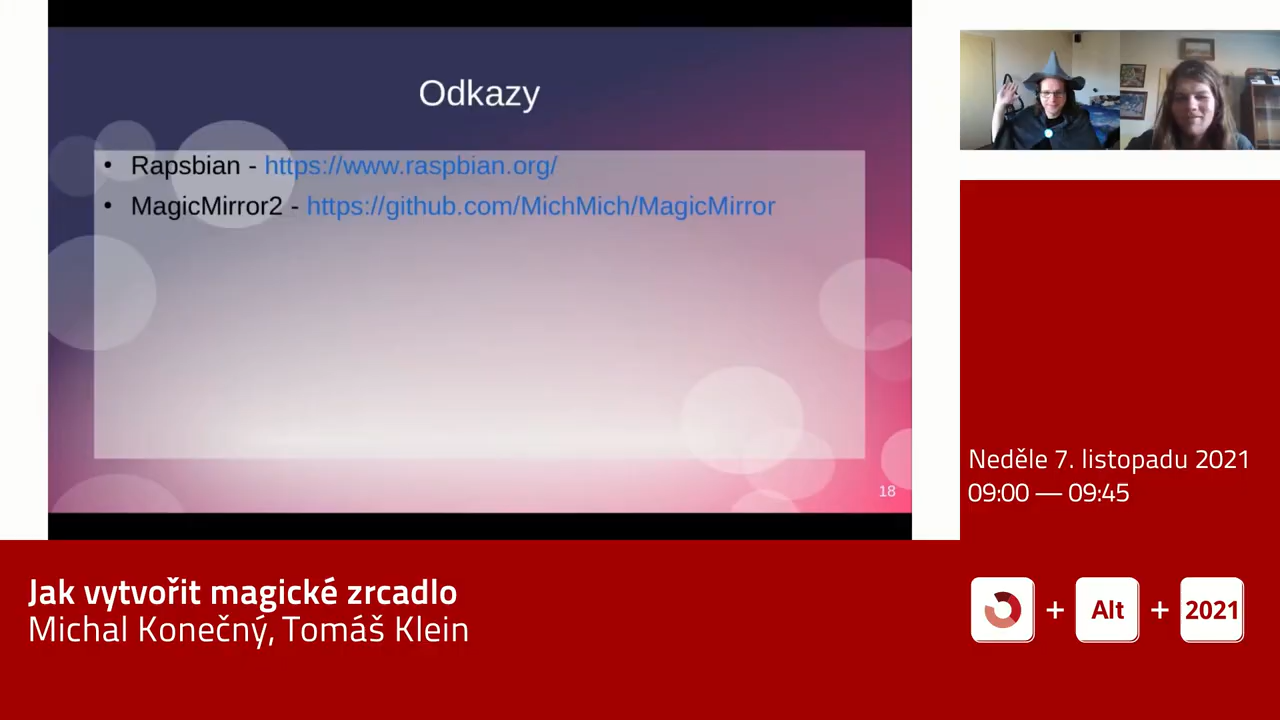 Odkazy
• Rapsbian - https://www.raspbian.org/
• MagicMirror2 - https://github.com/MichMich/MagicMirror
18
Neděle 7. listopadu 2021
09:00 — 09:45
Jak vytvořit magické zrcadlo
Michal Konečný, Tomáš Klein
+ Alt + 2021